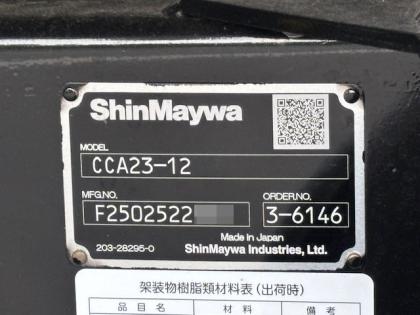 ShinMaywa
MODEL
CCA23-12
MFG.NO. ORDER.NO.
F2502522 3-6146
Made in Japan
203-28295-0 ShinMaywa Industries, Ltd.
架装物樹脂類材料表(出荷時)
品 目 名 材 料 備 考